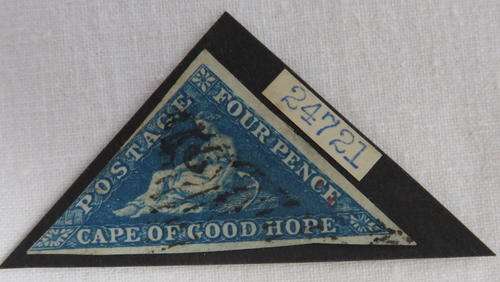 POSTAGE
FOUR PENCE
CAPE OF GOOD HOPE
24721